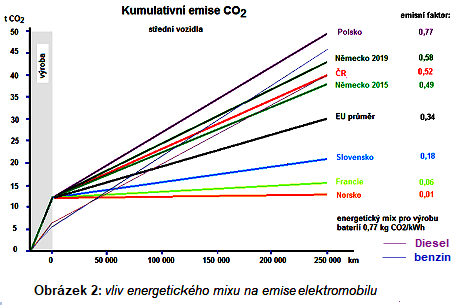 Kumulativní emise CO2
t CO2
střední vozidla
emisní faktor:
50
45
40
35
30
25
20
15
10
5
0
výroba
Polsko 0,77
Německo 2019 0,58
ČR 0,52
Německo 2015 0,49
EU průměr 0,34
Slovensko 0,18
Francie 0,06
Norsko 0,01
energetický mix pro výrobu
baterií 0,77 kg CO2/kWh
0 50 000 100 000 150 000 200 000 250 000 km
Diesel
benzin
Obrázek 2: vliv energetického mixu na emise elektromobilu